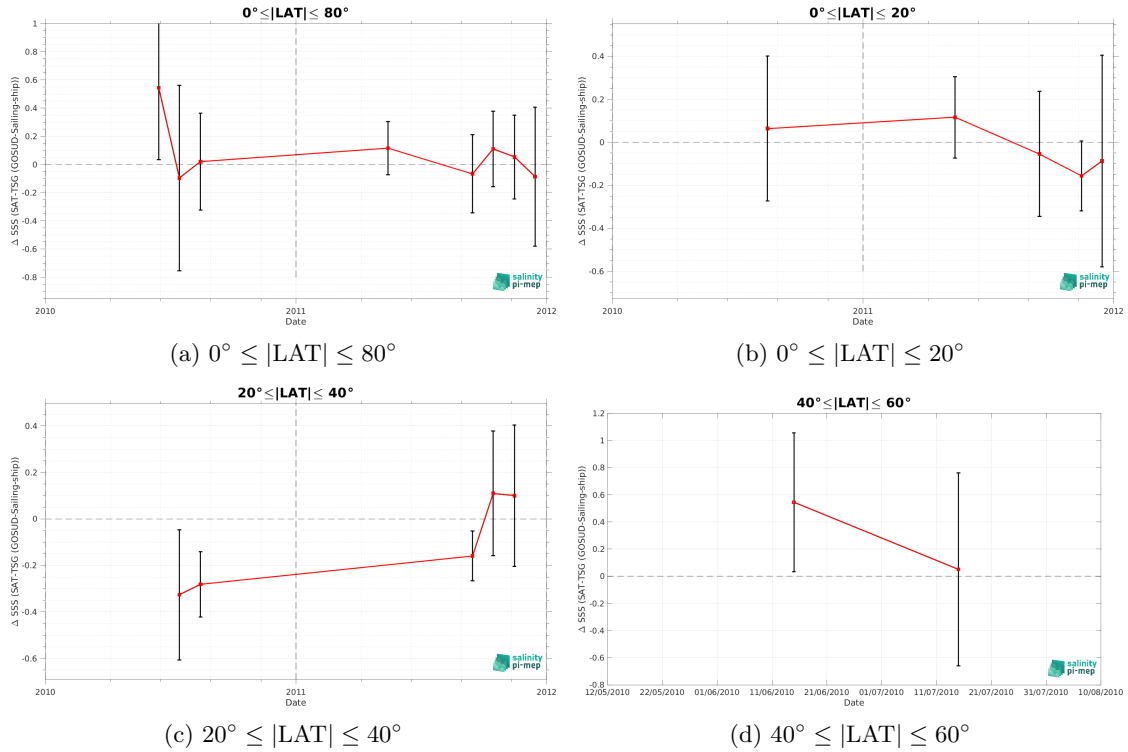 0°≤|LAT|≤ 80°
Δ SSS (SAT-TSG (GOSUD-Sailing-ship))
1
0.8
0.6
0.4
0.2
0
-0.2
-0.4
-0.6
-0.8
2010
2011
2012
Date
salinity
pi-mep
(a) 0° ≤ |LAT| ≤ 80°
0°≤|LAT|≤ 20°
Δ SSS (SAT-TSG (GOSUD-Sailing-ship))
0.4
0.2
0
-0.2
-0.4
-0.6
2010
2011
2012
Date
salinity
pi-mep
(b) 0° ≤ |LAT| ≤ 20°
20°≤|LAT|≤ 40°
Δ SSS (SAT-TSG (GOSUD-Sailing-ship))
0.4
0.2
0
-0.2
-0.4
-0.6
2010
2011
2012
Date
salinity
pi-mep
(c) 20° ≤ |LAT| ≤ 40°
40°≤|LAT|≤ 60°
Δ SSS (SAT-TSG (GOSUD-Sailing-ship))
1.2
1
0.8
0.6
0.4
0.2
0
-0.2
-0.4
-0.6
-0.8
12/05/2010 22/05/2010 01/06/2010 11/06/2010 21/06/2010 01/07/2010 11/07/2010 21/07/2010 31/07/2010 10/08/2010
Date
salinity
pi-mep
(d) 40° ≤ |LAT| ≤ 60°